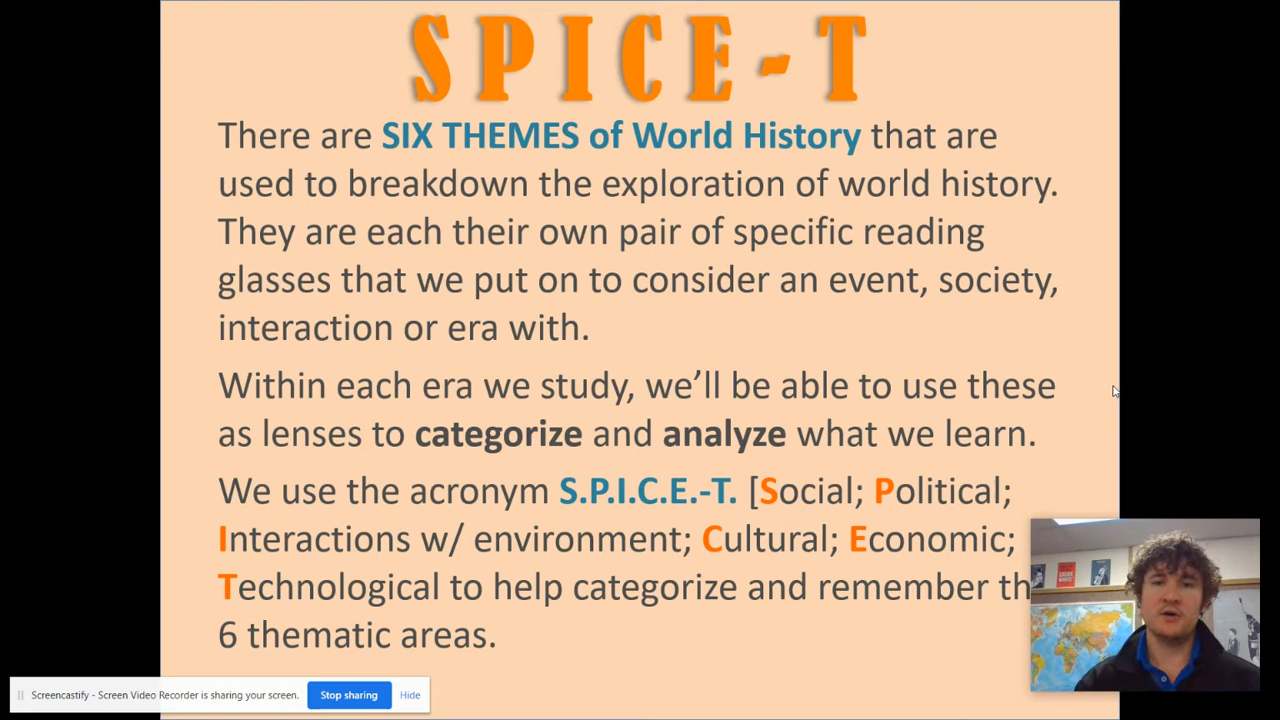 SPICE-T
There are SIX THEMES of World History that are
used to breakdown the exploration of world history.
They are each their own pair of specific reading
glasses that we put on to consider an event, society,
interaction or era with.
Within each era we study, we’ll be able to use these
as lenses to categorize and analyze what we learn.
We use the acronym S.P.I.C.E.-T. [Social; Political;
Interactions w/ environment; Cultural; Economic;
Technological to help categorize and remember th
6 thematic areas.
Screencastify - Screen Video Recorder is sharing your screen.
Stop sharing
Hide